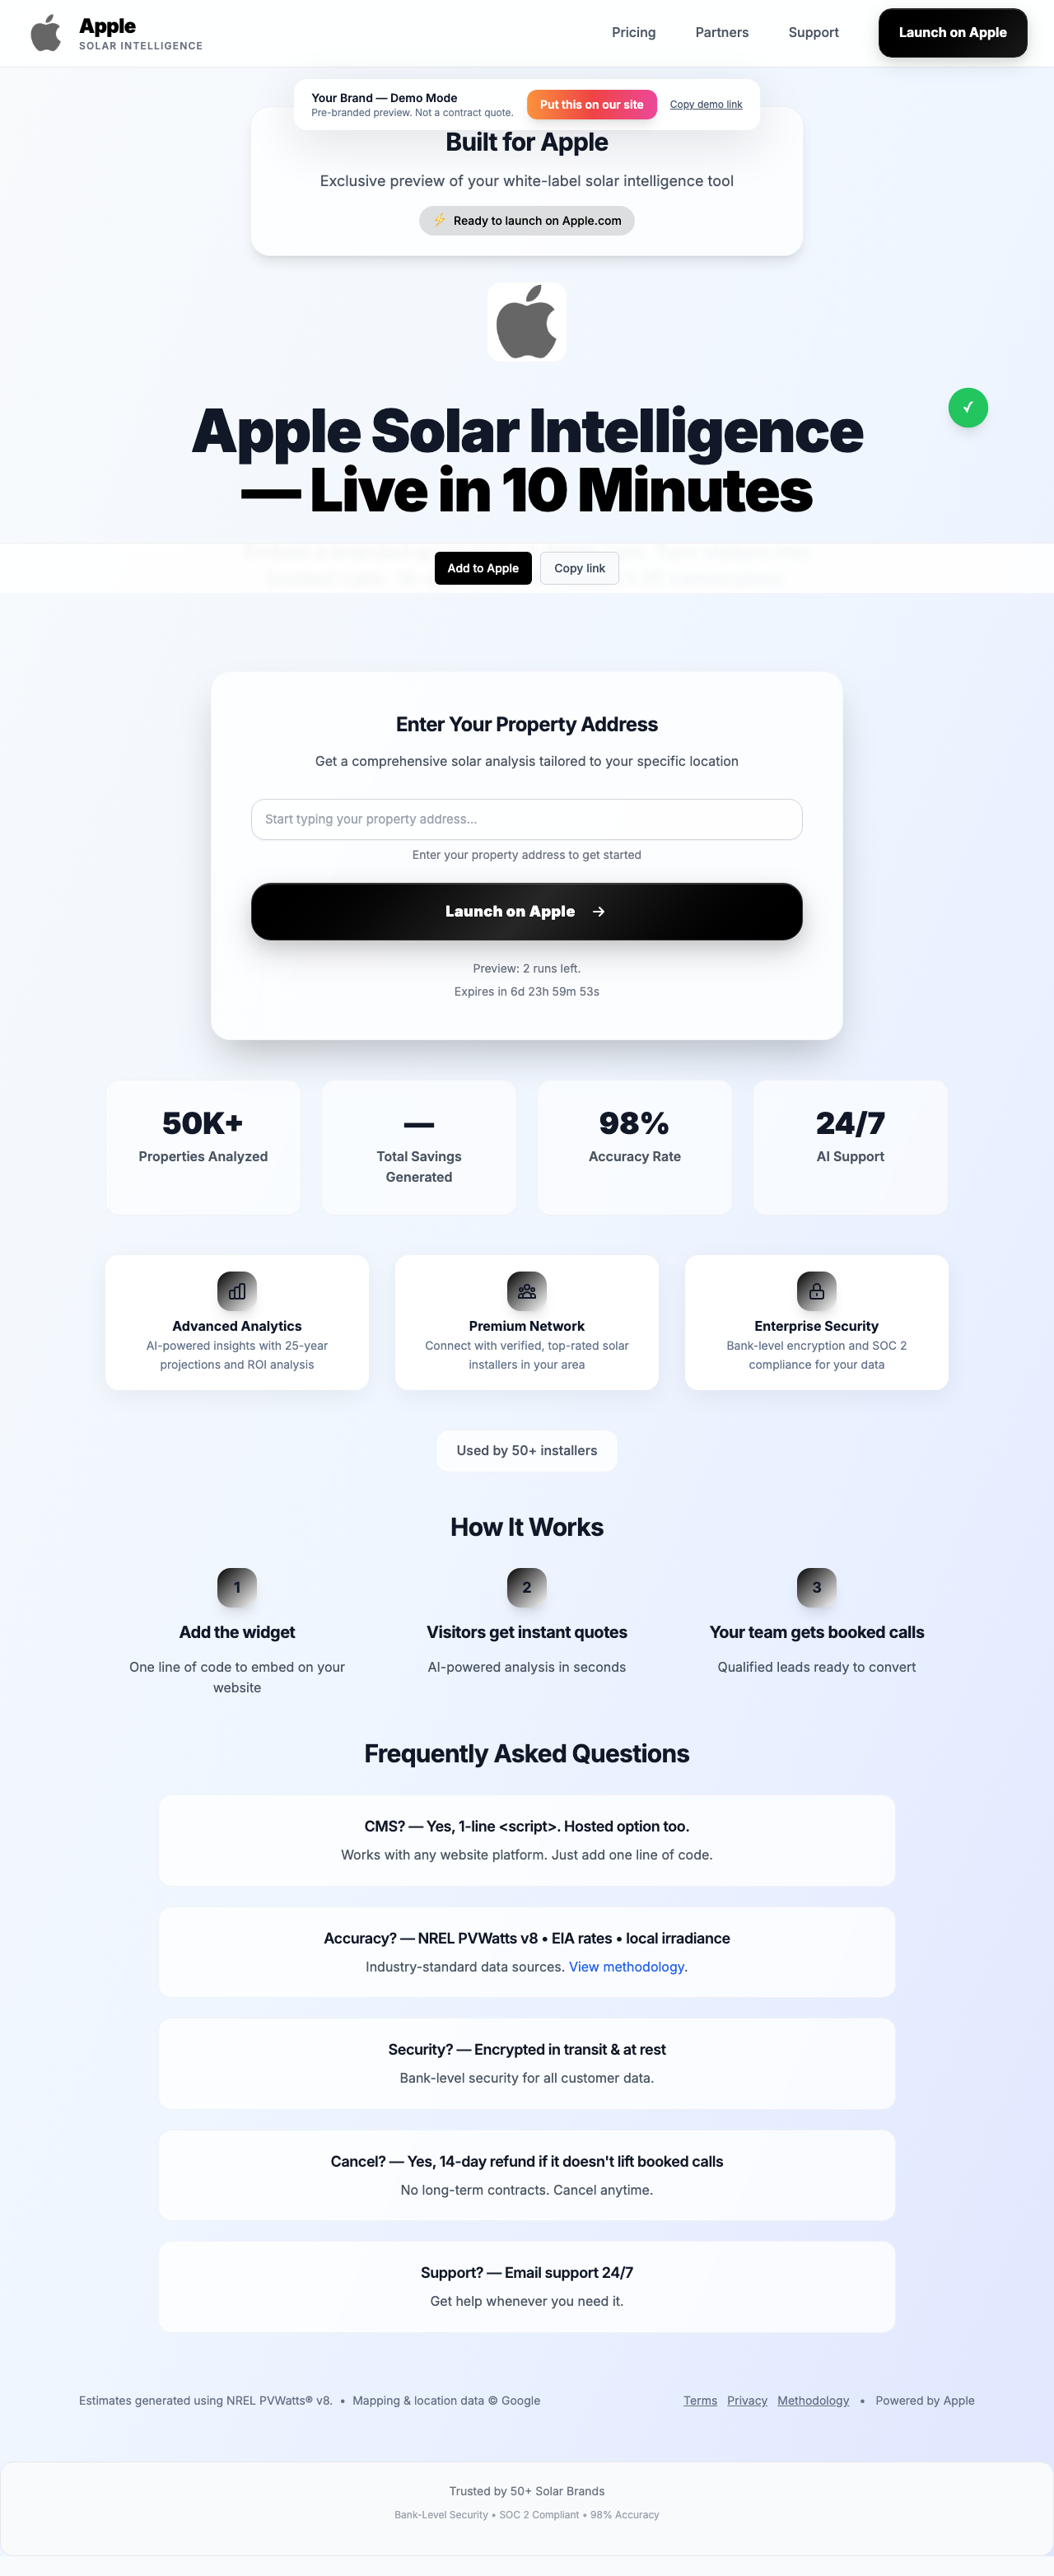 Apple
SOLAR INTELLIGENCE
Pricing
Partners
Support
Launch on Apple
Your Brand — Demo Mode
Pre-branded preview. Not a contract quote.
Put this on our site
Copy demo link
Built for Apple
Exclusive preview of your white-label solar intelligence tool
⚡ Ready to launch on Apple.com
Apple Solar Intelligence
— Live in 10 Minutes
✓
Add to Apple
Copy link
Enter Your Property Address
Get a comprehensive solar analysis tailored to your specific location
Start typing your property address...
Enter your property address to get started
Launch on Apple →
Preview: 2 runs left.
Expires in 6d 23h 59m 53s
50K+
Properties Analyzed
—
Total Savings
Generated
98%
Accuracy Rate
24/7
AI Support
Advanced Analytics
AI-powered insights with 25-year
projections and ROI analysis
Premium Network
Connect with verified, top-rated solar
installers in your area
Enterprise Security
Bank-level encryption and SOC 2
compliance for your data
Used by 50+ installers
How It Works
1
Add the widget
One line of code to embed on your
website
2
Visitors get instant quotes
AI-powered analysis in seconds
3
Your team gets booked calls
Qualified leads ready to convert
Frequently Asked Questions
CMS? — Yes, 1-line <script>. Hosted option too.
Works with any website platform. Just add one line of code.
Accuracy? — NREL PVWatts v8 • EIA rates • local irradiance
Industry-standard data sources. View methodology.
Security? — Encrypted in transit & at rest
Bank-level security for all customer data.
Cancel? — Yes, 14-day refund if it doesn't lift booked calls
No long-term contracts. Cancel anytime.
Support? — Email support 24/7
Get help whenever you need it.
Estimates generated using NREL PVWatts® v8. • Mapping & location data © Google
Terms Privacy Methodology • Powered by Apple
Trusted by 50+ Solar Brands
Bank-Level Security • SOC 2 Compliant • 98% Accuracy